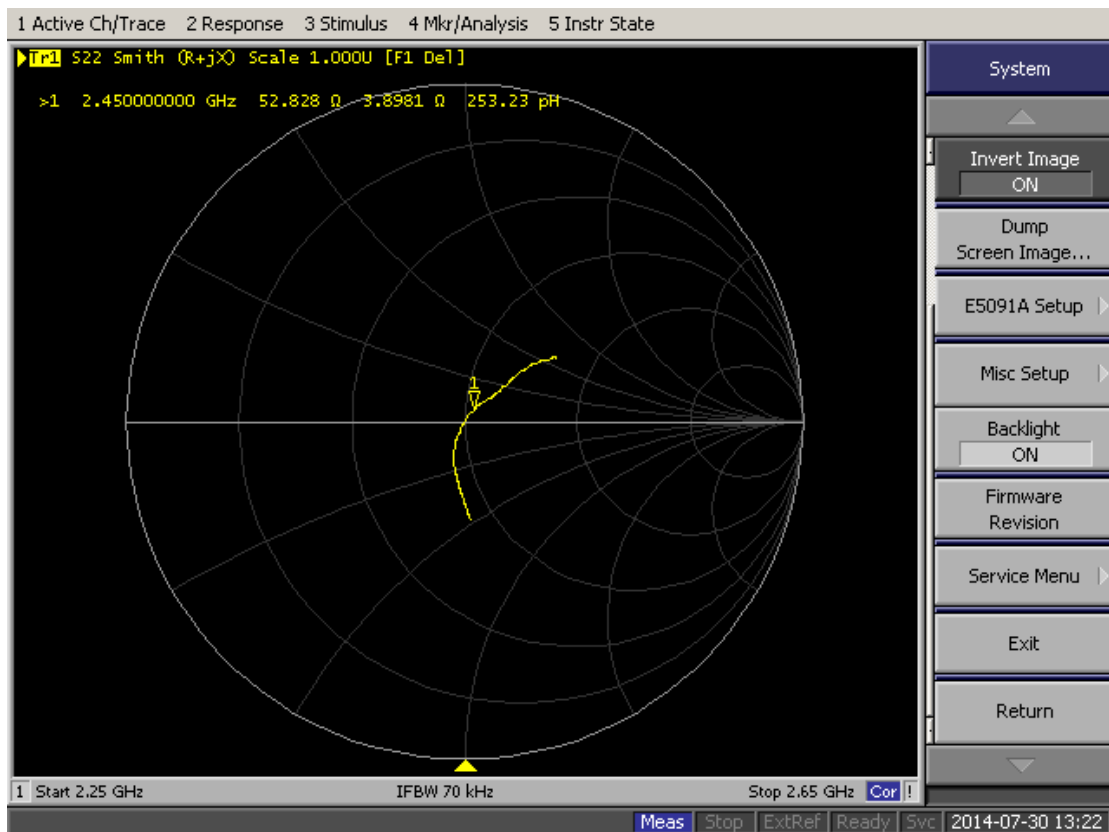 1 Active Ch/Trace 2 Response 3 Stimulus 4 Mkr/Analysis 5 Instr State
Tr1 S22 Smith (R+jX) Scale 1.000U [F1 Del]
>1 2.450000000 GHz 52.828 Ω 3.8981 Ω 253.23 pH
1
System
Invert Image
ON
Dump
Screen Image...
E5091A Setup
Misc Setup
Backlight
ON
Firmware
Revision
Service Menu
Exit
Return
1 Start 2.25 GHz IFBW 70 kHz Stop 2.65 GHz Cor !
Meas Stop ExtRef Ready Svc 2014-07-30 13:22